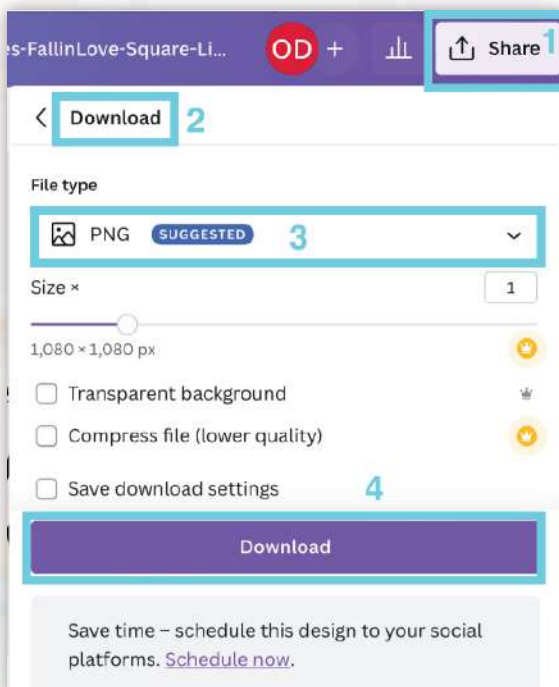 s-FallinLove-Square-Li... OD + Share 1
Download 2
File type
PNG SUGGESTED 3
Size × 1
1,080 × 1,080 px
Transparent background
Compress file (lower quality)
Save download settings 4
Download
Save time – schedule this design to your social
platforms. Schedule now.